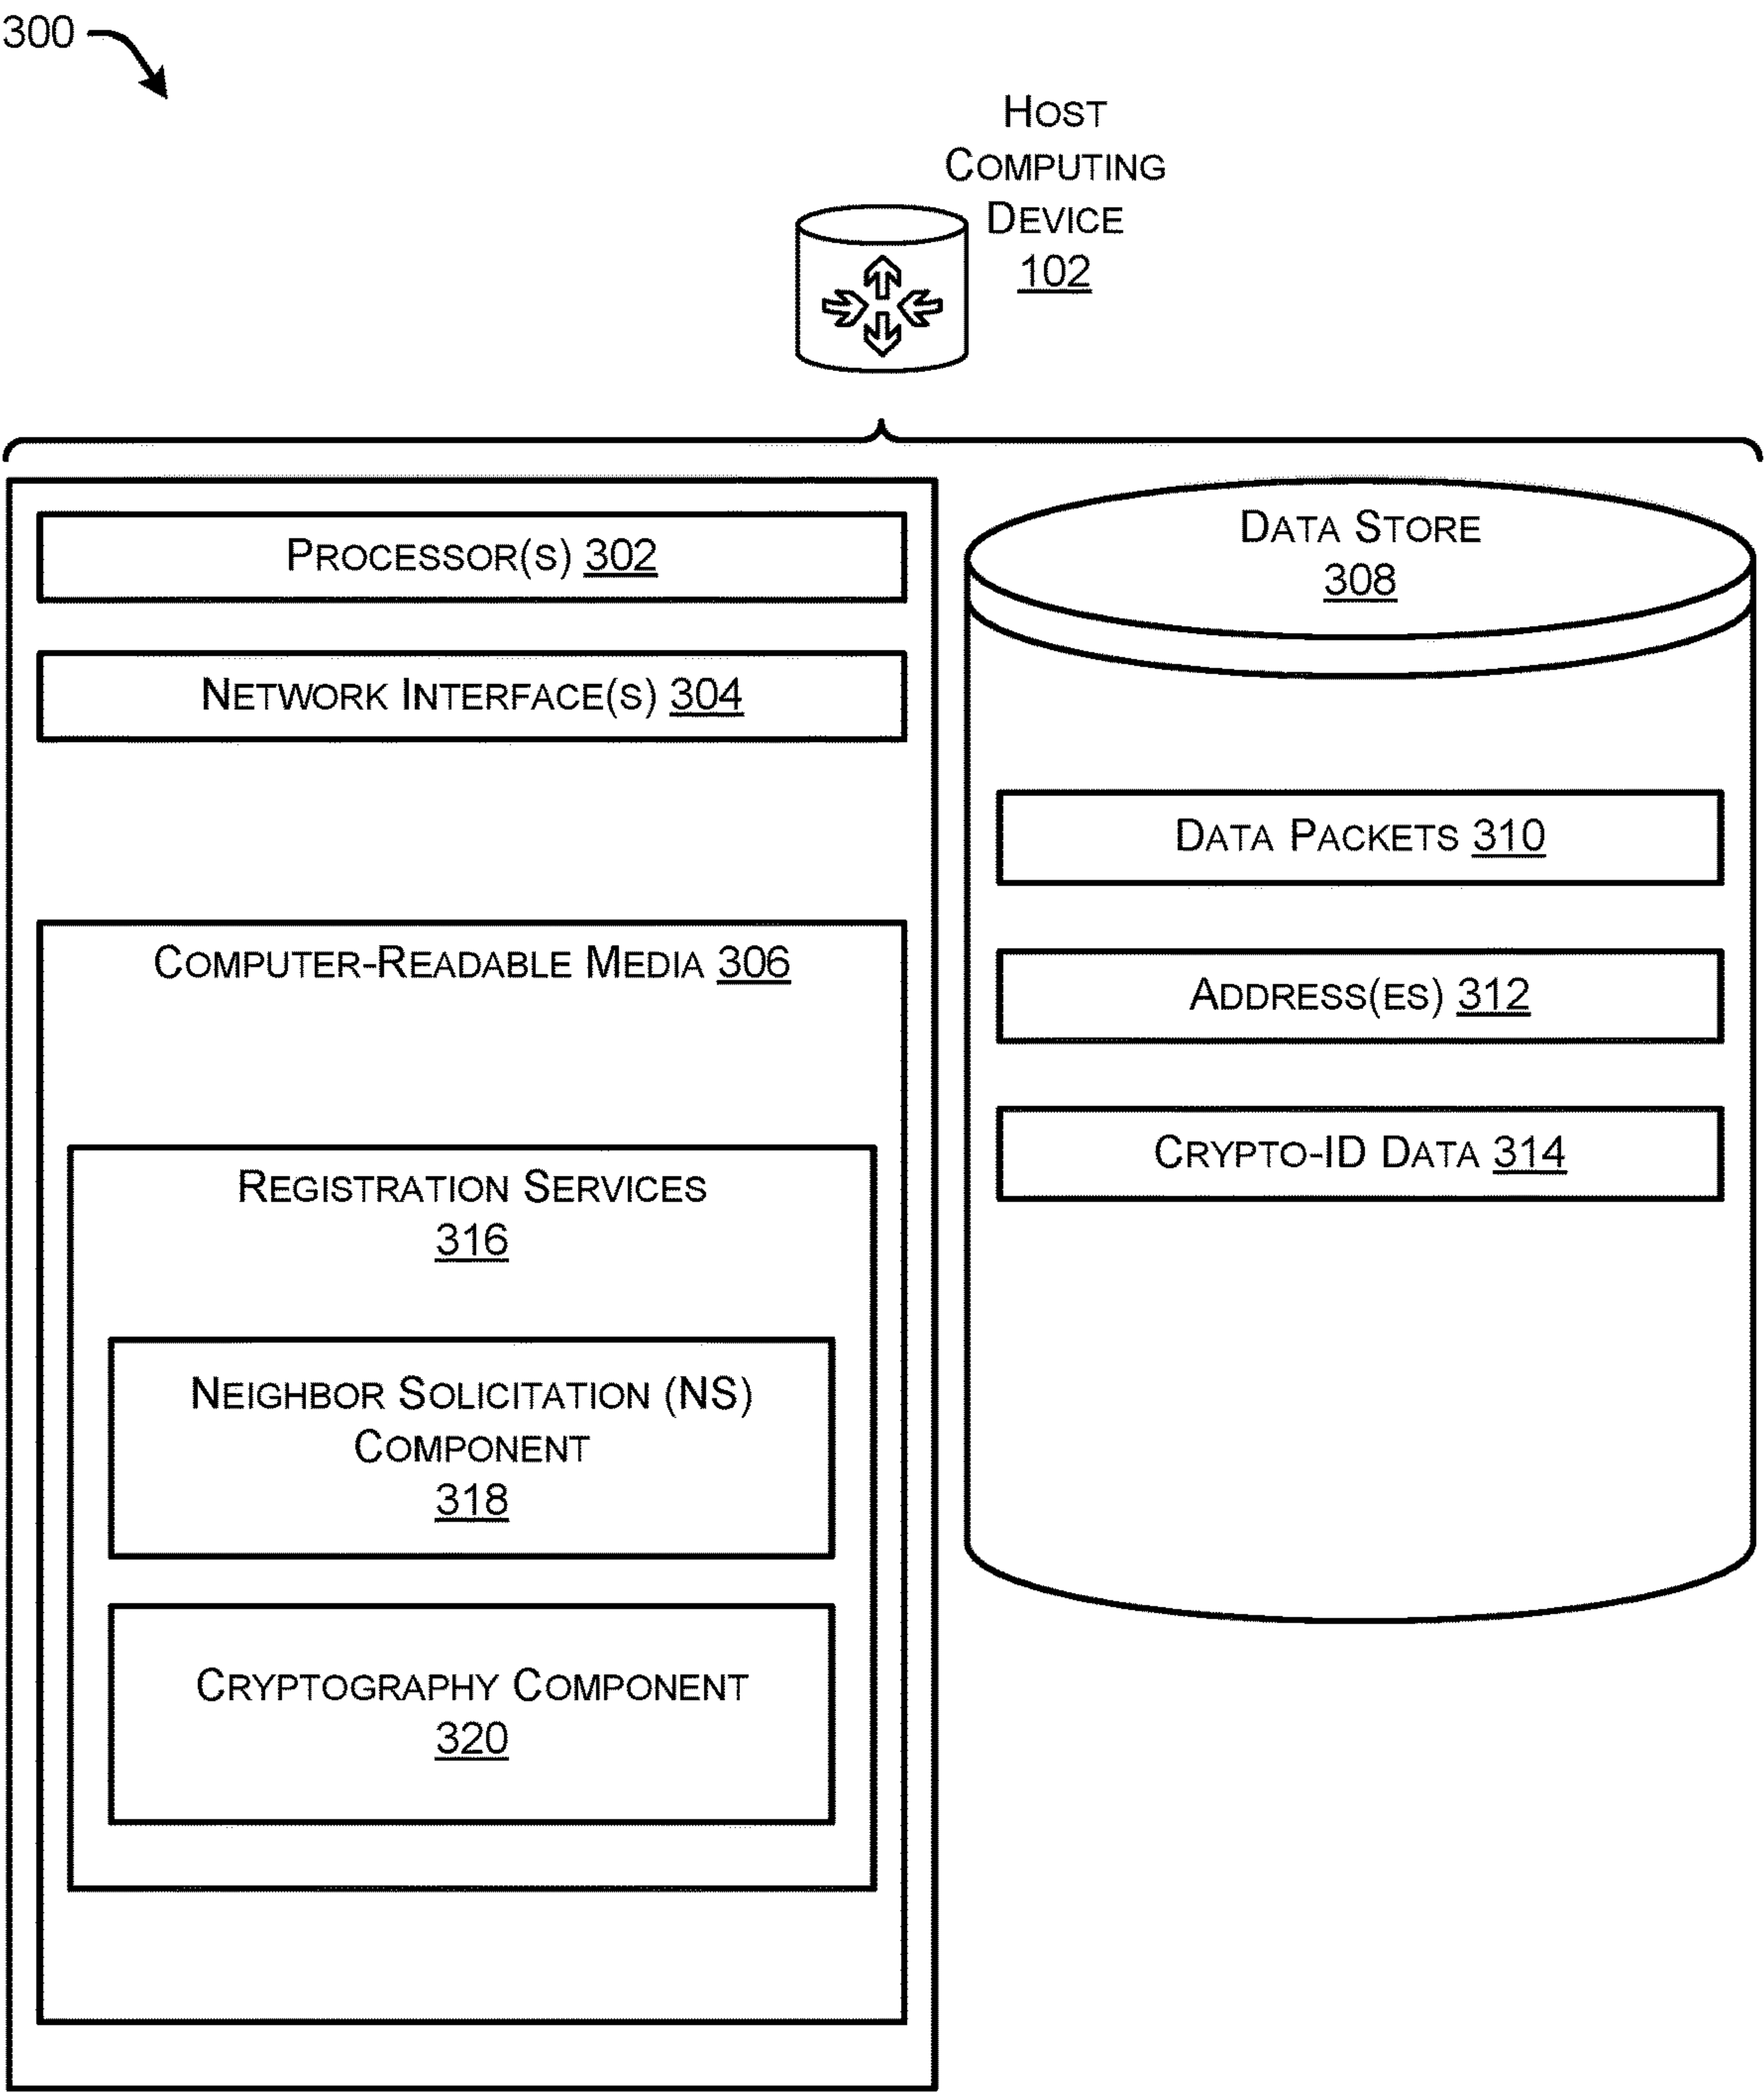 300
HOST
COMPUTING
DEVICE
102
PROCESSOR(S) 302
NETWORK INTERFACE(S) 304
COMPUTER-READABLE MEDIA 306
REGISTRATION SERVICES
316
NEIGHBOR SOLICITATION (NS)
COMPONENT
318
CRYPTOGRAPHY COMPONENT
320
DATA STORE
308
DATA PACKETS 310
ADDRESS(ES) 312
CRYPTO-ID DATA 314